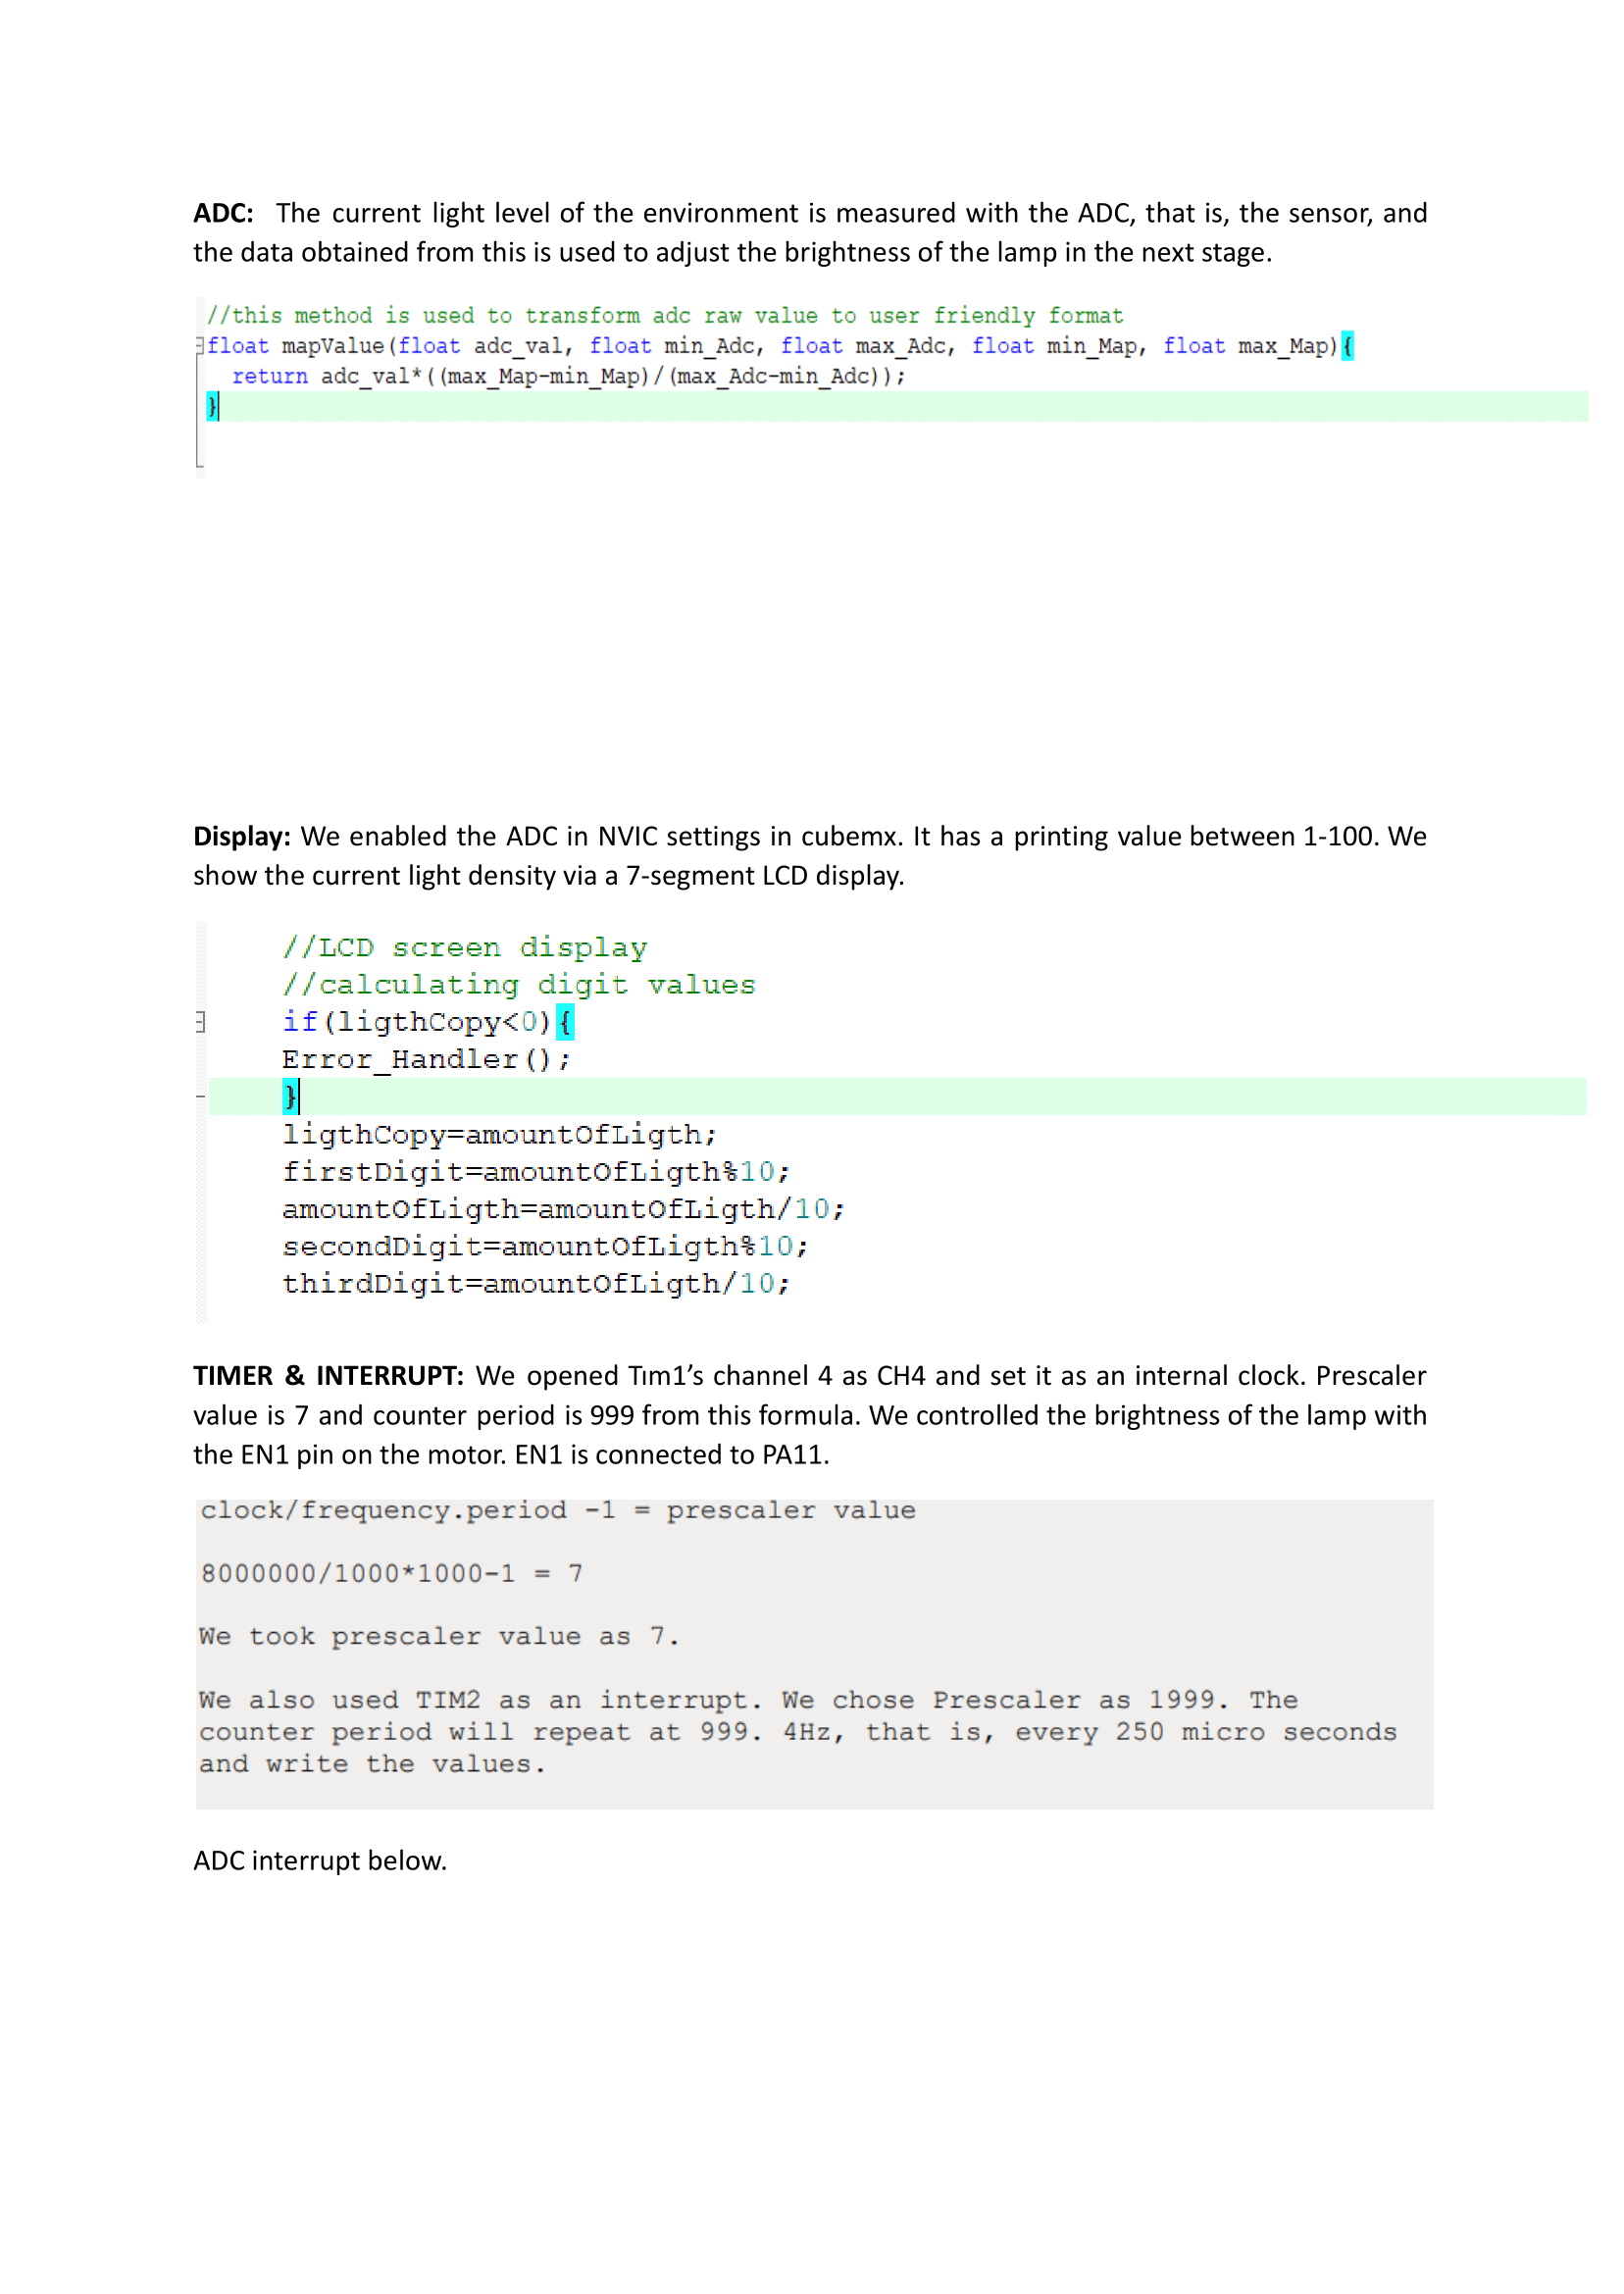 ADC: The current light level of the environment is measured with the ADC, that is, the sensor, and
the data obtained from this is used to adjust the brightness of the lamp in the next stage.
//this method is used to transform adc raw value to user friendly format
float mapValue(float adc_val, float min_Adc, float max_Adc, float min_Map, float max_Map){
return adc_val*((max_Map-min_Map)/(max_Adc-min_Adc));
}
Display: We enabled the ADC in NVIC settings in cubemx. It has a printing value between 1-100. We
show the current light density via a 7-segment LCD display.
//LCD screen display
//calculating digit values
if(ligthCopy<0){
Error_Handler();
}
ligthCopy=amountOfLigth;
firstDigit=amountOfLigth%10;
amountOfLigth=amountOfLigth/10;
secondDigit=amountOfLigth%10;
thirdDigit=amountOfLigth/10;
TIMER & INTERRUPT: We opened Tım1’s channel 4 as CH4 and set it as an internal clock. Prescaler
value is 7 and counter period is 999 from this formula. We controlled the brightness of the lamp with
the EN1 pin on the motor. EN1 is connected to PA11.
clock/frequency.period -1 = prescaler value
8000000/1000*1000-1 = 7
We took prescaler value as 7.
We also used TIM2 as an interrupt. We chose Prescaler as 1999. The
counter period will repeat at 999. 4Hz, that is, every 250 micro seconds
and write the values.
ADC interrupt below.